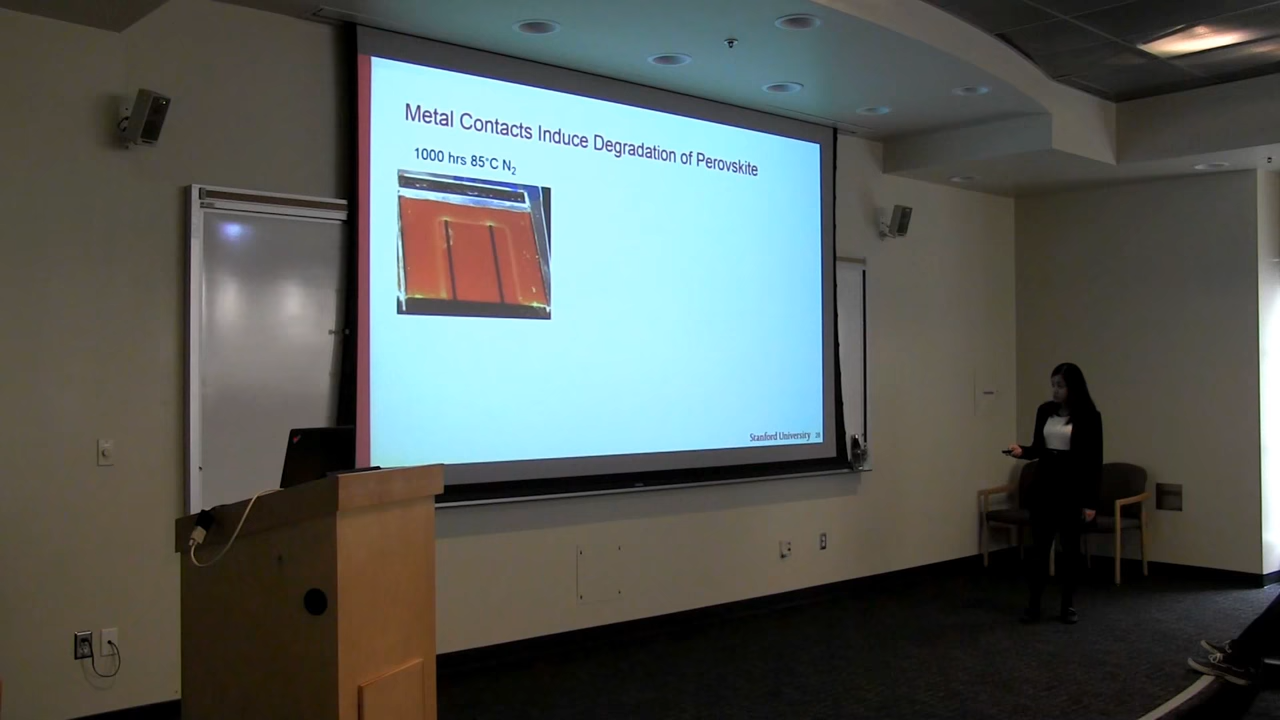 Metal Contacts Induce Degradation of Perovskite
1000 hrs 85°C N₂
Stanford University